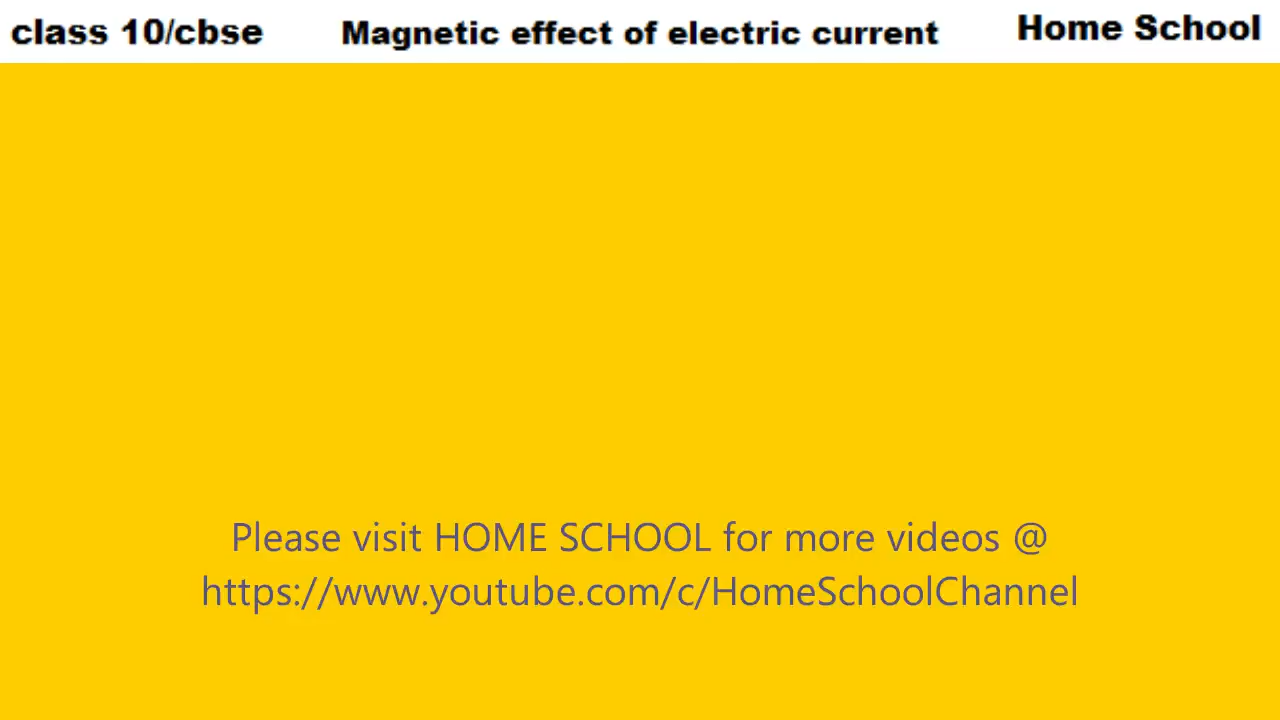 class 10/cbse
Magnetic effect of electric current
Home School
Please visit HOME SCHOOL for more videos @
https://www.youtube.com/c/HomeSchoolChannel